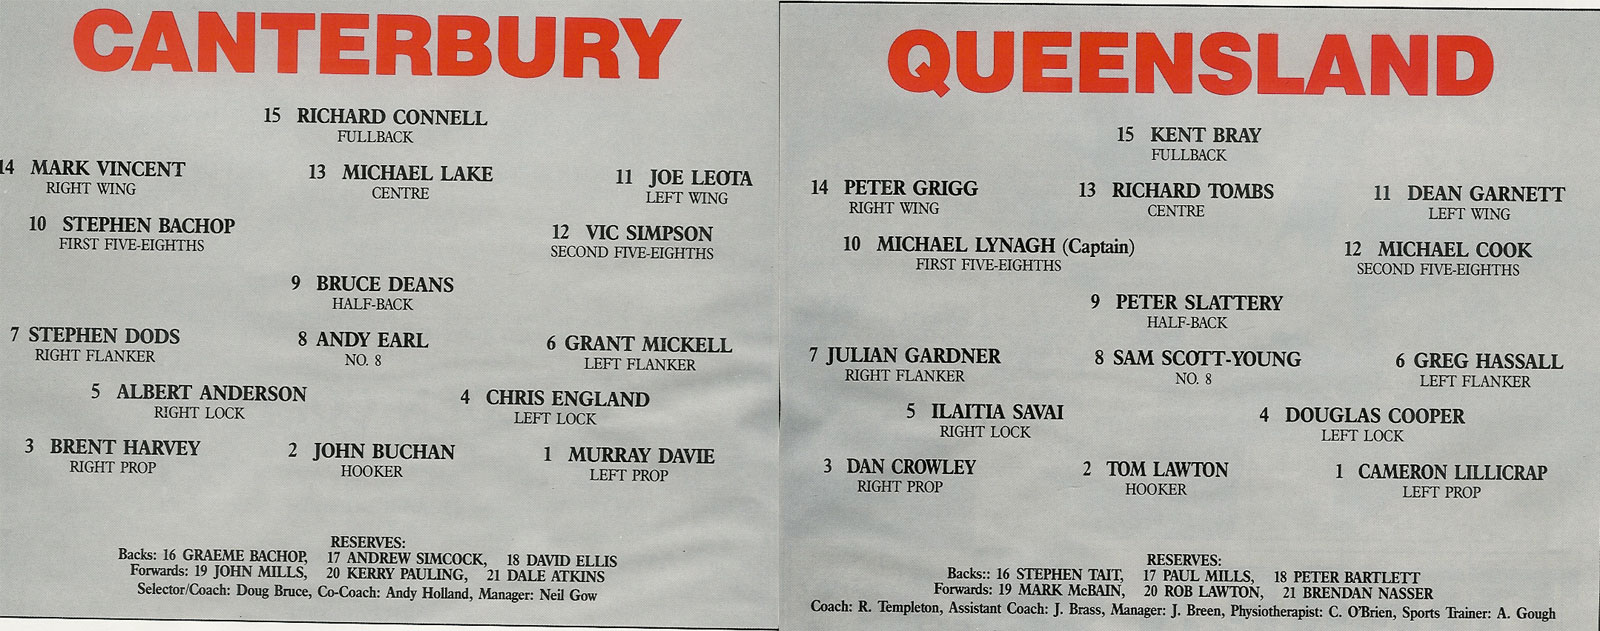 CANTERBURY
15 RICHARD CONNELL
FULLBACK
14 MARK VINCENT 13 MICHAEL LAKE 11 JOE LEOTA
RIGHT WING CENTRE LEFT WING
10 STEPHEN BACHOP 12 VIC SIMPSON
FIRST FIVE-EIGHTHS SECOND FIVE-EIGHTHS
9 BRUCE DEANS
HALF-BACK
7 STEPHEN DODS 8 ANDY EARL 6 GRANT MICKELL
RIGHT FLANKER NO. 8 LEFT FLANKER
5 ALBERT ANDERSON 4 CHRIS ENGLAND
RIGHT LOCK LEFT LOCK
3 BRENT HARVEY 2 JOHN BUCHAN 1 MURRAY DAVIE
RIGHT PROP HOOKER LEFT PROP
RESERVES:
Backs: 16 GRAEME BACHOP, 17 ANDREW SIMCOCK, 18 DAVID ELLIS
Forwards: 19 JOHN MILLS, 20 KERRY PAULING, 21 DALE ATKINS
Selector/Coach: Doug Bruce, Co-Coach: Andy Holland, Manager: Neil Gow
QUEENSLAND
15 KENT BRAY
FULLBACK
14 PETER GRIGG 13 RICHARD TOMBS 11 DEAN GARNETT
RIGHT WING CENTRE LEFT WING
10 MICHAEL LYNAGH (Captain) 12 MICHAEL COOK
FIRST FIVE-EIGHTHS SECOND FIVE-EIGHTHS
9 PETER SLATTERY
HALF-BACK
7 JULIAN GARDNER 8 SAM SCOTT-YOUNG 6 GREG HASSALL
RIGHT FLANKER NO. 8 LEFT FLANKER
5 ILAITIA SAVAI 4 DOUGLAS COOPER
RIGHT LOCK LEFT LOCK
3 DAN CROWLEY 2 TOM LAWTON 1 CAMERON LILLICRAP
RIGHT PROP HOOKER LEFT PROP
RESERVES:
Backs:: 16 STEPHEN TAIT, 17 PAUL MILLS, 18 PETER BARTLETT
Forwards: 19 MARK McBAIN, 20 ROB LAWTON, 21 BRENDAN NASSER
Coach: R. Templeton, Assistant Coach: J. Brass, Manager: J. Breen, Physiotherapist: C. O'Brien, Sports Trainer: A. Gough